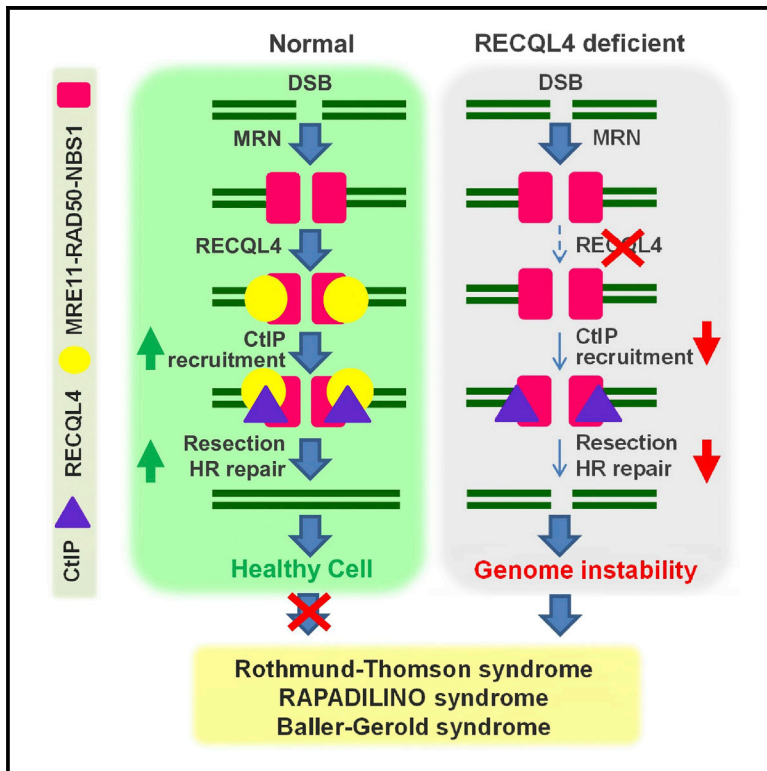 Normal
RECQL4 deficient
MRE11-RAD50-NBS1
RECQL4
CtIP
DSB
MRN
RECQL4
CtIP
recruitment
Resection
HR repair
Healthy Cell
DSB
MRN
RECQL4
CtIP
recruitment
Resection
HR repair
Genome instability
Rothmund-Thomson syndrome
RAPADILINO syndrome
Baller-Gerold syndrome